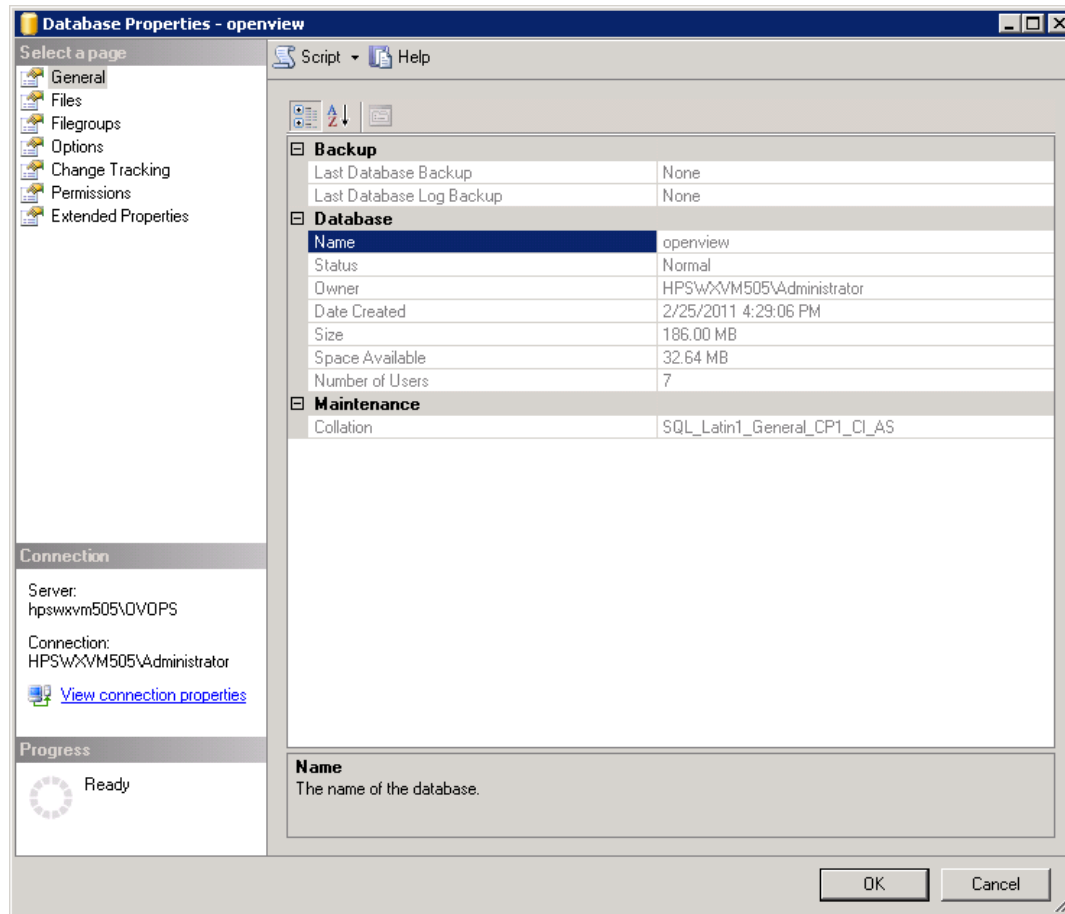 Database Properties - openview
Select a page
General
Files
Filegroups
Options
Change Tracking
Permissions
Extended Properties
Script Help
Backup
Last Database Backup None
Last Database Log Backup None
Database
Name openview
Status Normal
Owner HPSWXVM505\Administrator
Date Created 2/25/2011 4:29:06 PM
Size 186.00 MB
Space Available 32.64 MB
Number of Users 7
Maintenance
Collation SQL_Latin1_General_CP1_CI_AS
Connection
Server:
hpswxvm505\OVOPS
Connection:
HPSWXVM505\Administrator
View connection properties
Progress
Ready
Name
The name of the database.
OK Cancel